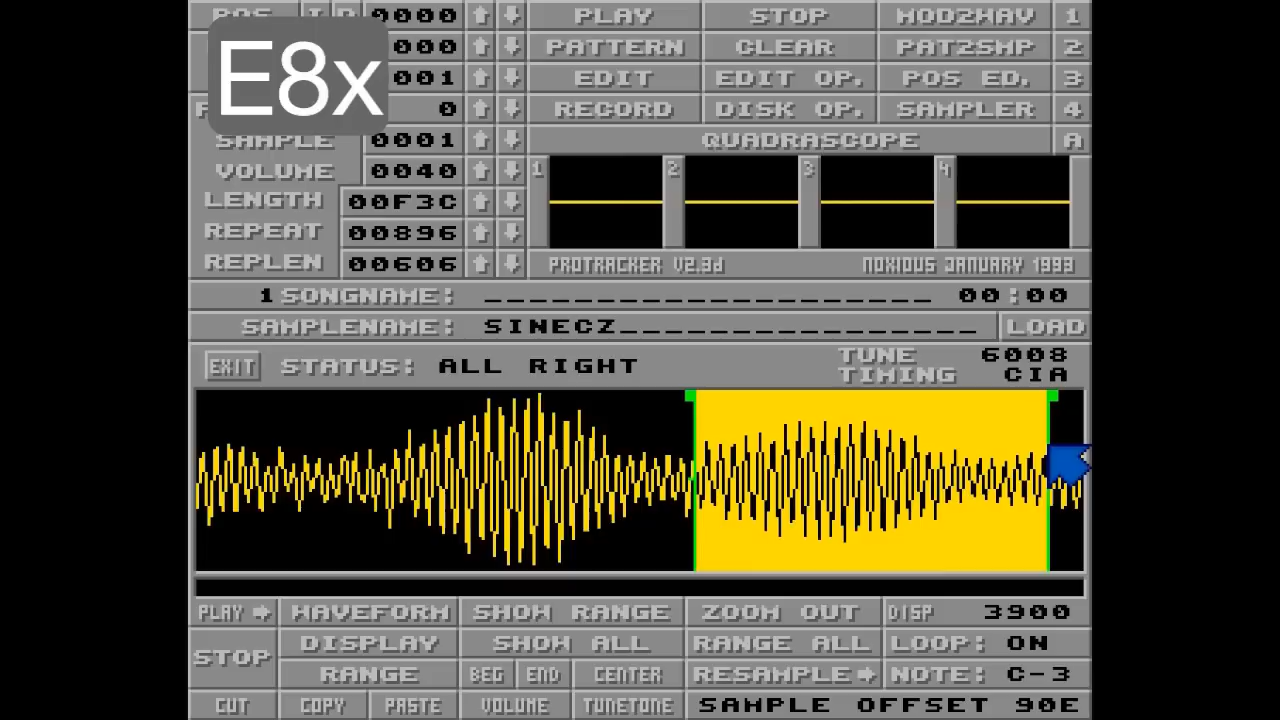 POS I D 0000 PLAY STOP MOD2WAV 1
000 PATTERN CLEAR PAT2SMP 2
E8x
001 EDIT EDIT OP. POS ED. 3
0 RECORD DISK OP. SAMPLER 4
SAMPLE 0001 QUADRASCOPE A
VOLUME 0040 1 2 3 4
LENGTH 00F3C
REPEAT 00896
REPLEN 00606 PROTRACKER V2.3d NOXIOUS JANUARY 1993
1 SONGNAME: ____________________ 00:00
SAMPLENAME: SINECZ________________ LOAD
EXIT STATUS: ALL RIGHT TUNE 6008
TIMING CIA
PLAY WAVEFORM SHOW RANGE ZOOM OUT DISP 3900
STOP DISPLAY SHOW ALL RANGE ALL LOOP: ON
RANGE BEG END CENTER RESAMPLE NOTE: C-3
CUT COPY PASTE VOLUME TUNETONE SAMPLE OFFSET 90E